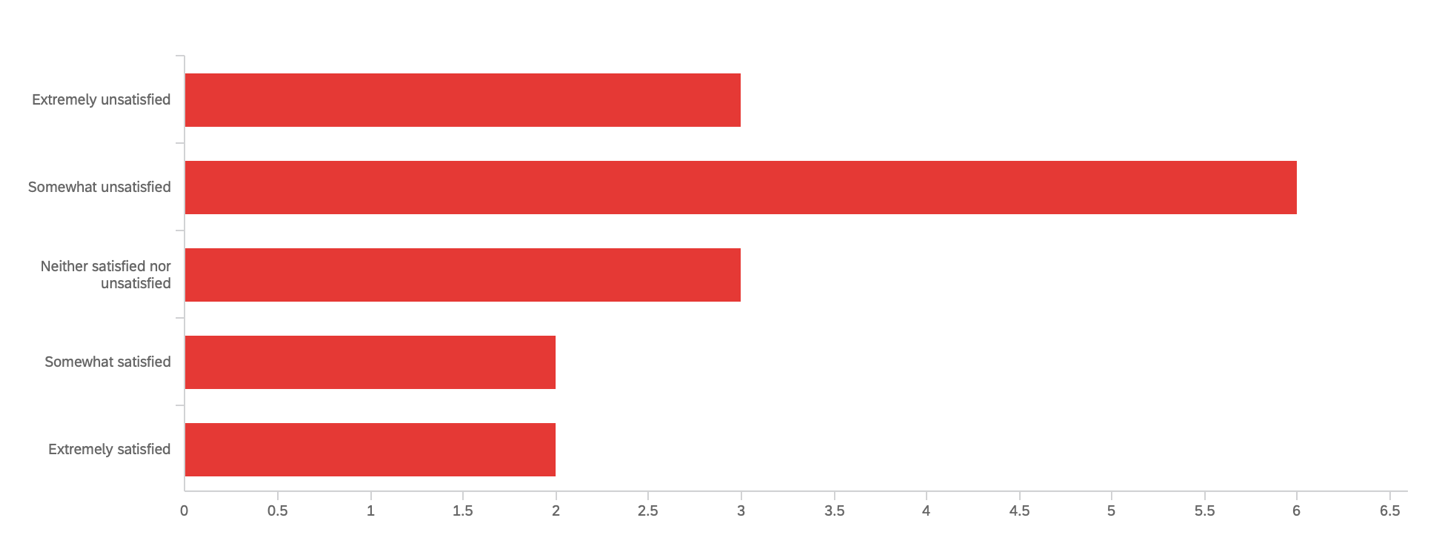 Extremely unsatisfied
Somewhat unsatisfied
Neither satisfied nor
unsatisfied
Somewhat satisfied
Extremely satisfied
0 0.5 1 1.5 2 2.5 3 3.5 4 4.5 5 5.5 6 6.5